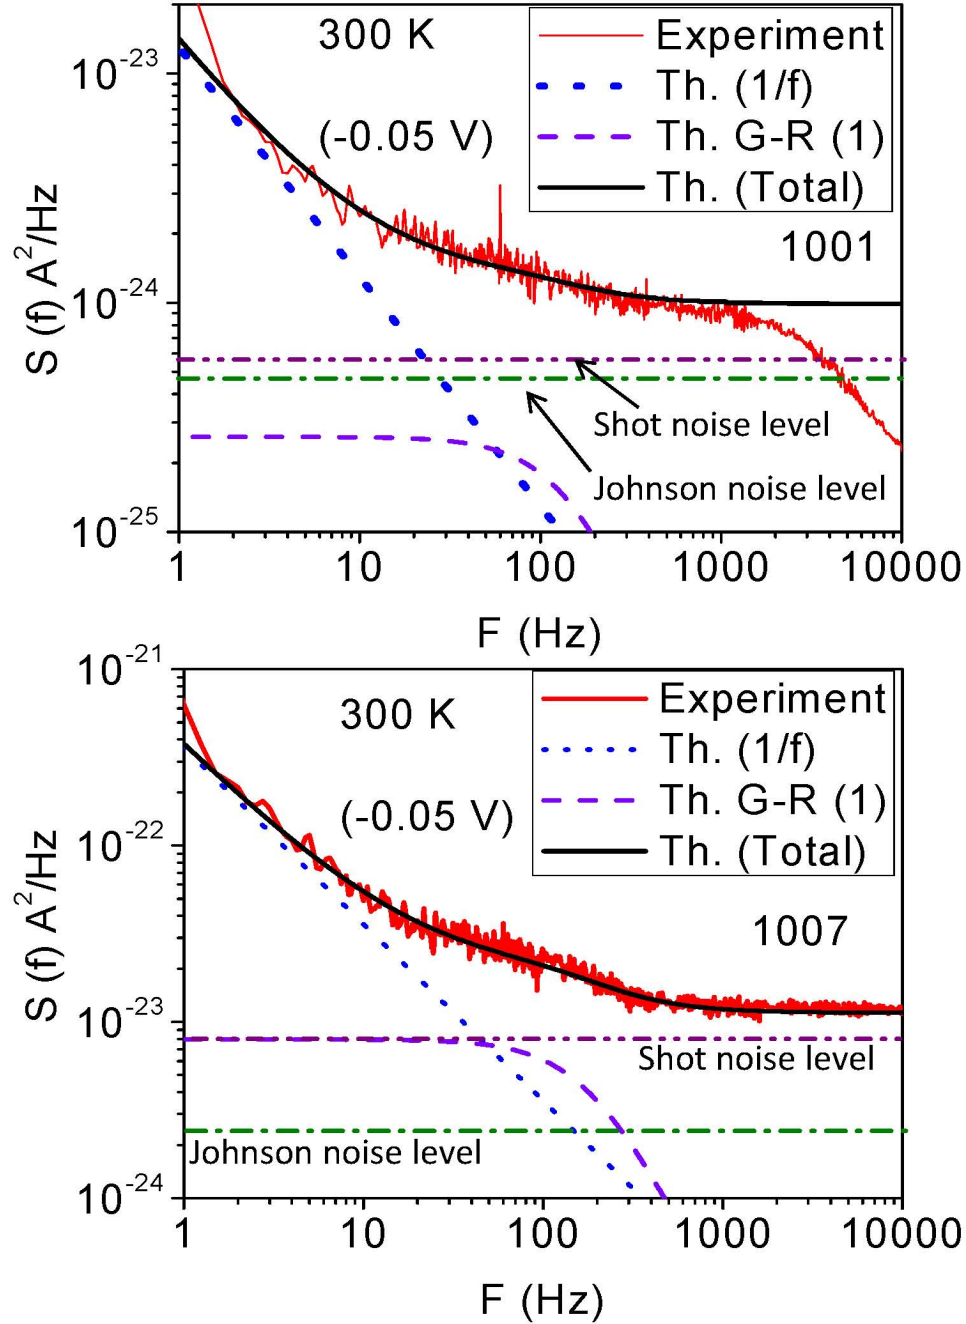 300 K
(-0.05 V)
Experiment
Th. (1/f)
Th. G-R (1)
Th. (Total)
1001
10-23
10-24
10-25
S (f) A2/Hz
Shot noise level
Johnson noise level
1 10 100 1000 10000
F (Hz)
300 K
(-0.05 V)
Experiment
Th. (1/f)
Th. G-R (1)
Th. (Total)
1007
10-21
10-22
10-23
10-24
S (f) A2/Hz
Shot noise level
Johnson noise level
1 10 100 1000 10000
F (Hz)